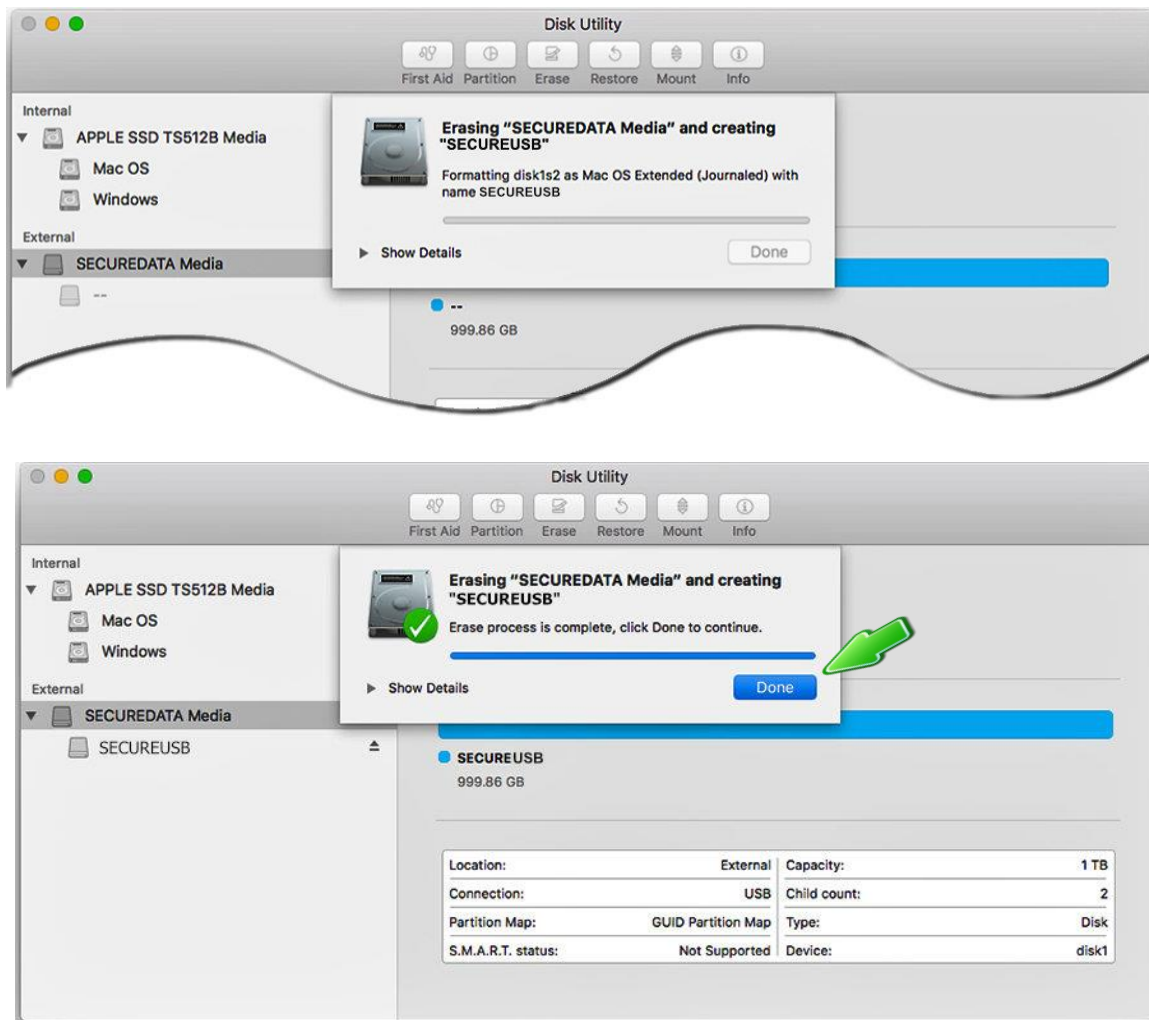 Disk Utility
First Aid Partition Erase Restore Mount Info
Internal
APPLE SSD TS512B Media
Mac OS
Windows
External
SECUREDATA Media
--
Erasing “SECUREDATA Media” and creating
"SECUREUSB"
Formatting disk1s2 as Mac OS Extended (Journaled) with
name SECUREUSB
Show Details
Done
--
999.86 GB
Disk Utility
First Aid Partition Erase Restore Mount Info
Internal
APPLE SSD TS512B Media
Mac OS
Windows
External
SECUREDATA Media
SECUREUSB
Erasing “SECUREDATA Media” and creating
"SECUREUSB"
Erase process is complete, click Done to continue.
Show Details
Done
SECUREUSB
999.86 GB
Location: External Capacity: 1 TB
Connection: USB Child count: 2
Partition Map: GUID Partition Map Type: Disk
S.M.A.R.T. status: Not Supported Device: disk1